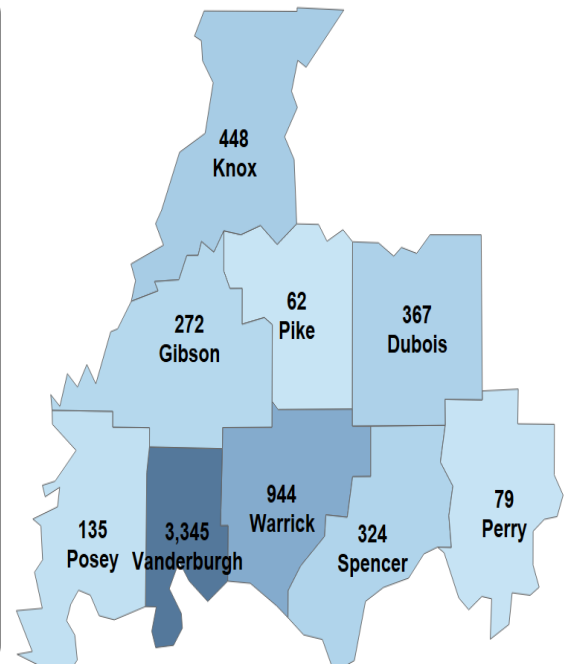 448
Knox
272
Gibson
62
Pike
367
Dubois
135
Posey
3,345
Vanderburgh
944
Warrick
324
Spencer
79
Perry